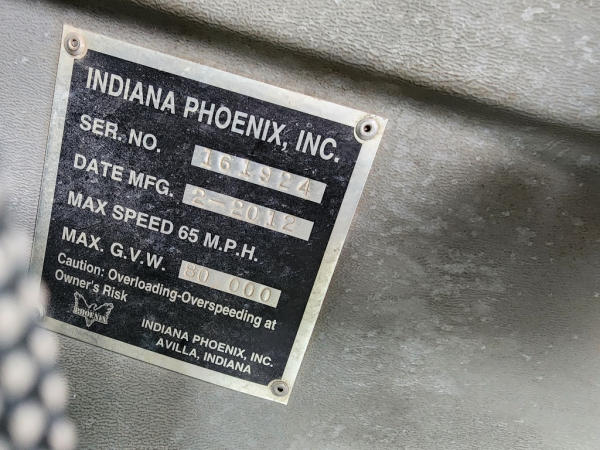 INDIANA PHOENIX, INC.
SER. NO. 161924
DATE MFG. 2-2012
MAX SPEED 65 M.P.H.
MAX. G.V.W. 80 000
Caution: Overloading-Overspeeding at
Owner's Risk
PHOENIX
INDIANA PHOENIX, INC.
AVILLA, INDIANA